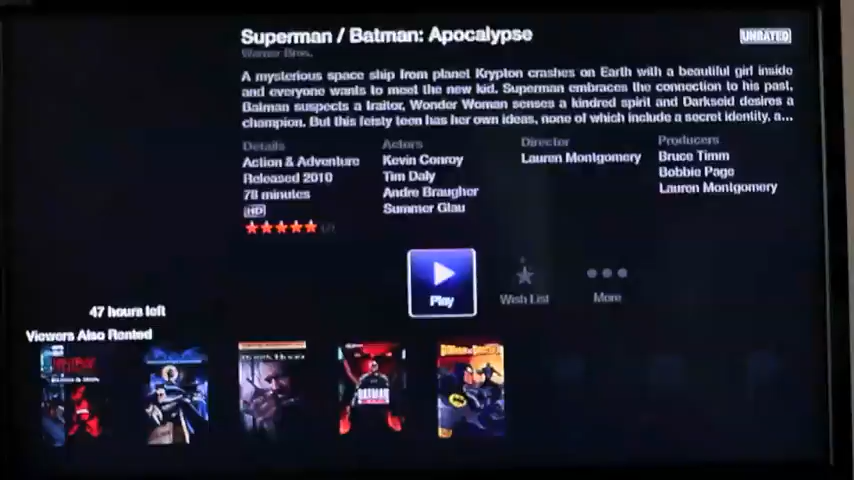 Superman / Batman: Apocalypse
UNRATED
Warner Bros.
A mysterious space ship from planet Krypton crashes on Earth with a beautiful girl inside
and everyone wants to meet the new kid. Superman embraces the connection to his past,
Batman suspects a traitor, Wonder Woman senses a kindred spirit and Darkseid desires a
champion. But this feisty teen has her own ideas, none of which include a secret identity, a...
Details
Action & Adventure
Released 2010
78 minutes
HD
Actors
Kevin Conroy
Tim Daly
Andre Braugher
Summer Glau
Director
Lauren Montgomery
Producers
Bruce Timm
Bobbie Page
Lauren Montgomery
Play
Wish List
More
47 hours left
Viewers Also Rented
BATMAN